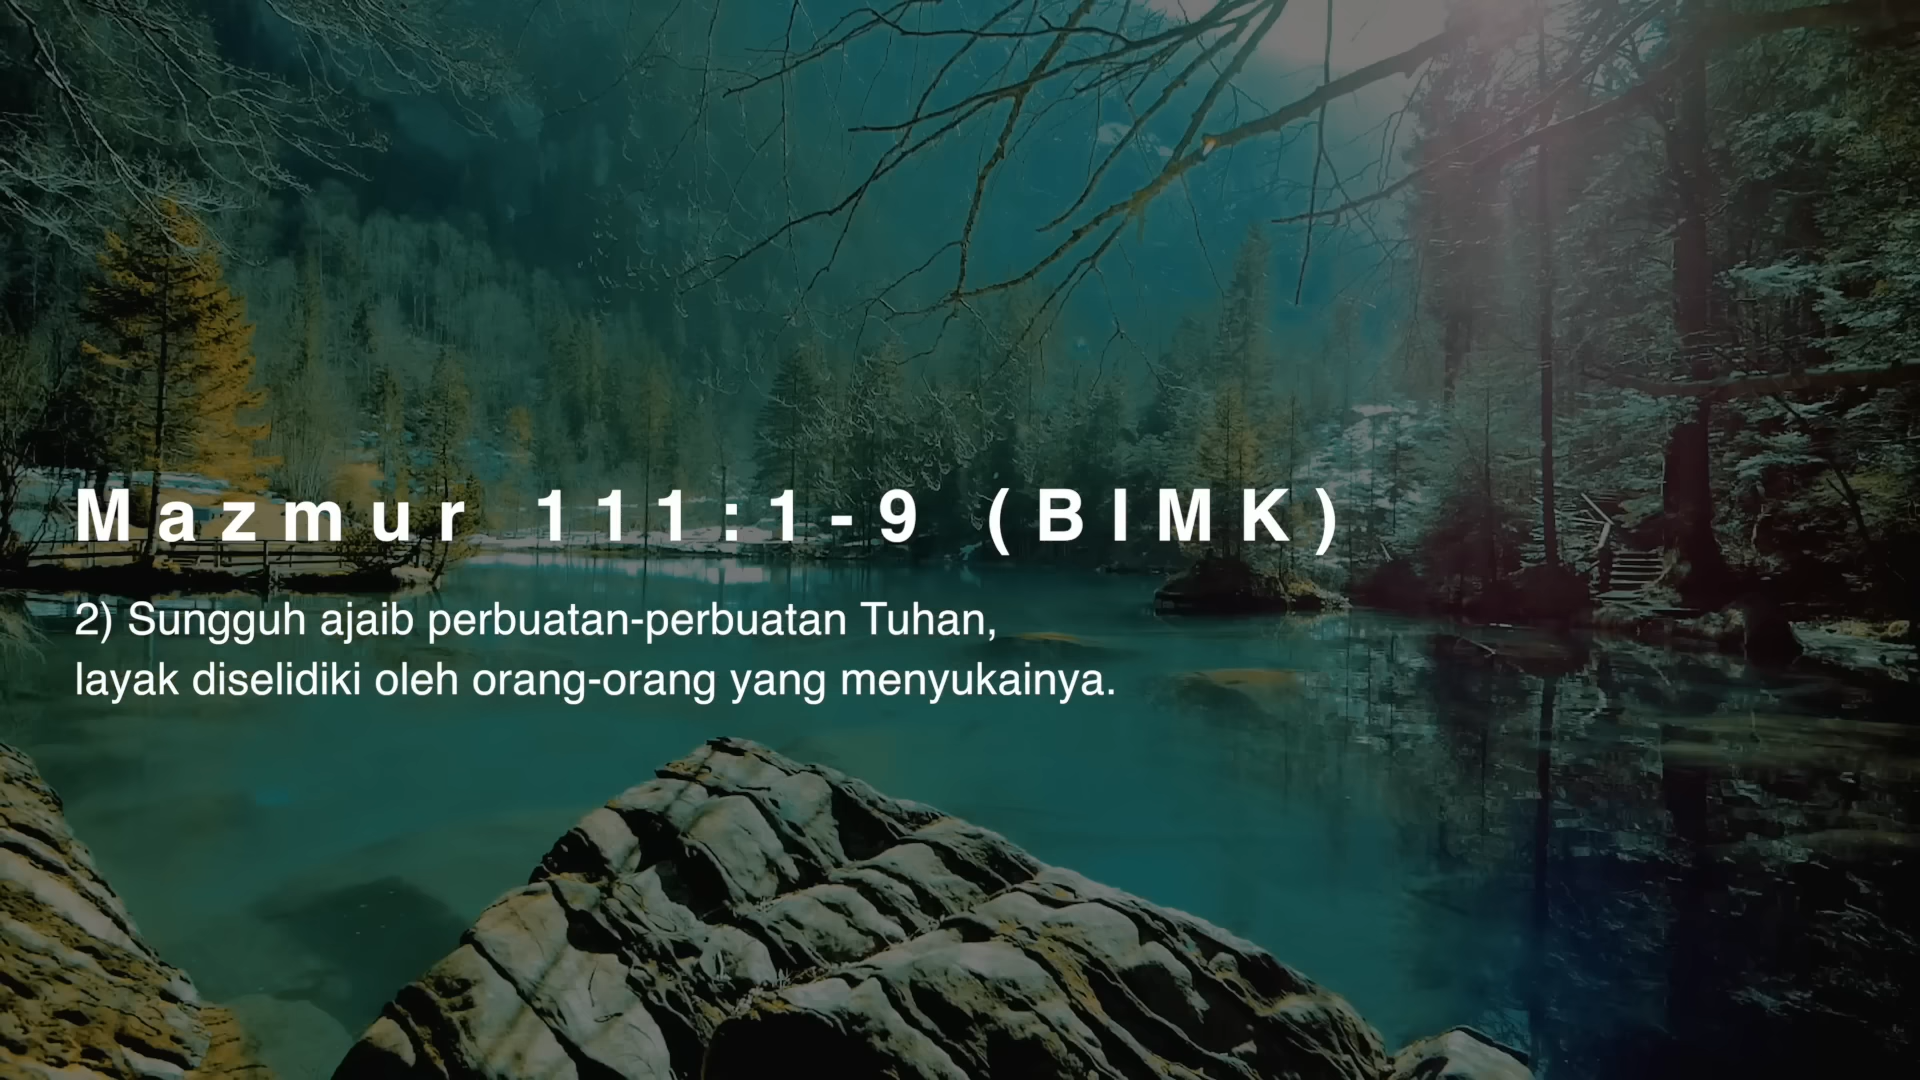 Mazmur 111:1-9 (BIMK)
2) Sungguh ajaib perbuatan-perbuatan Tuhan,
layak diselidiki oleh orang-orang yang menyukainya.